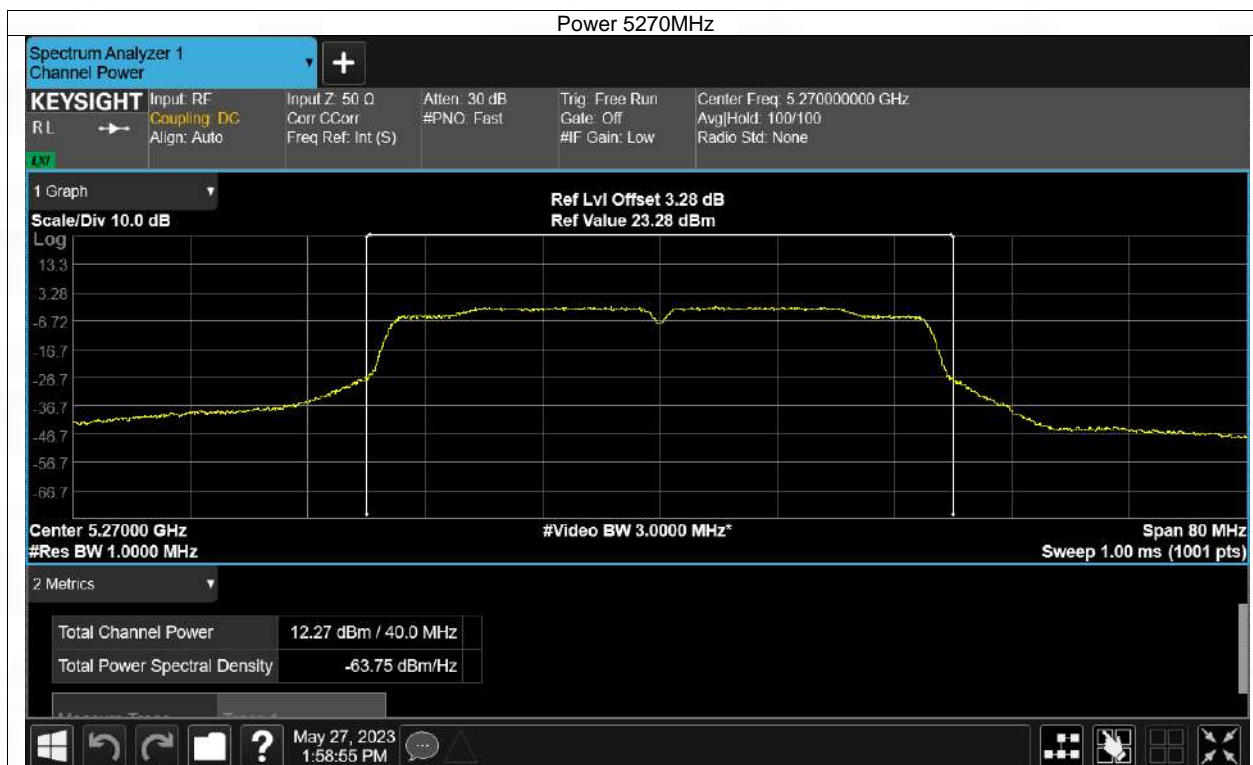 Power 5270MHz
Spectrum Analyzer 1
Channel Power
KEYSIGHT Input: RF Input Z: 50 Ω Atten: 30 dB Trig: Free Run Center Freq: 5.270000000 GHz
RL Coupling: DC Corr CCorr #PNO: Fast Gate: Off Avg|Hold: 100/100
Align: Auto Freq Ref: Int (S) #IF Gain: Low Radio Std: None
LXI
1 Graph
Ref Lvl Offset 3.28 dB
Scale/Div 10.0 dB Ref Value 23.28 dBm
Log
13.3
3.28
-6.72
-16.7
-26.7
-36.7
-46.7
-56.7
-66.7
Center 5.27000 GHz #Video BW 3.0000 MHz* Span 80 MHz
#Res BW 1.0000 MHz Sweep 1.00 ms (1001 pts)
2 Metrics
Total Channel Power 12.27 dBm / 40.0 MHz
Total Power Spectral Density -63.75 dBm/Hz
May 27, 2023
1:58:55 PM